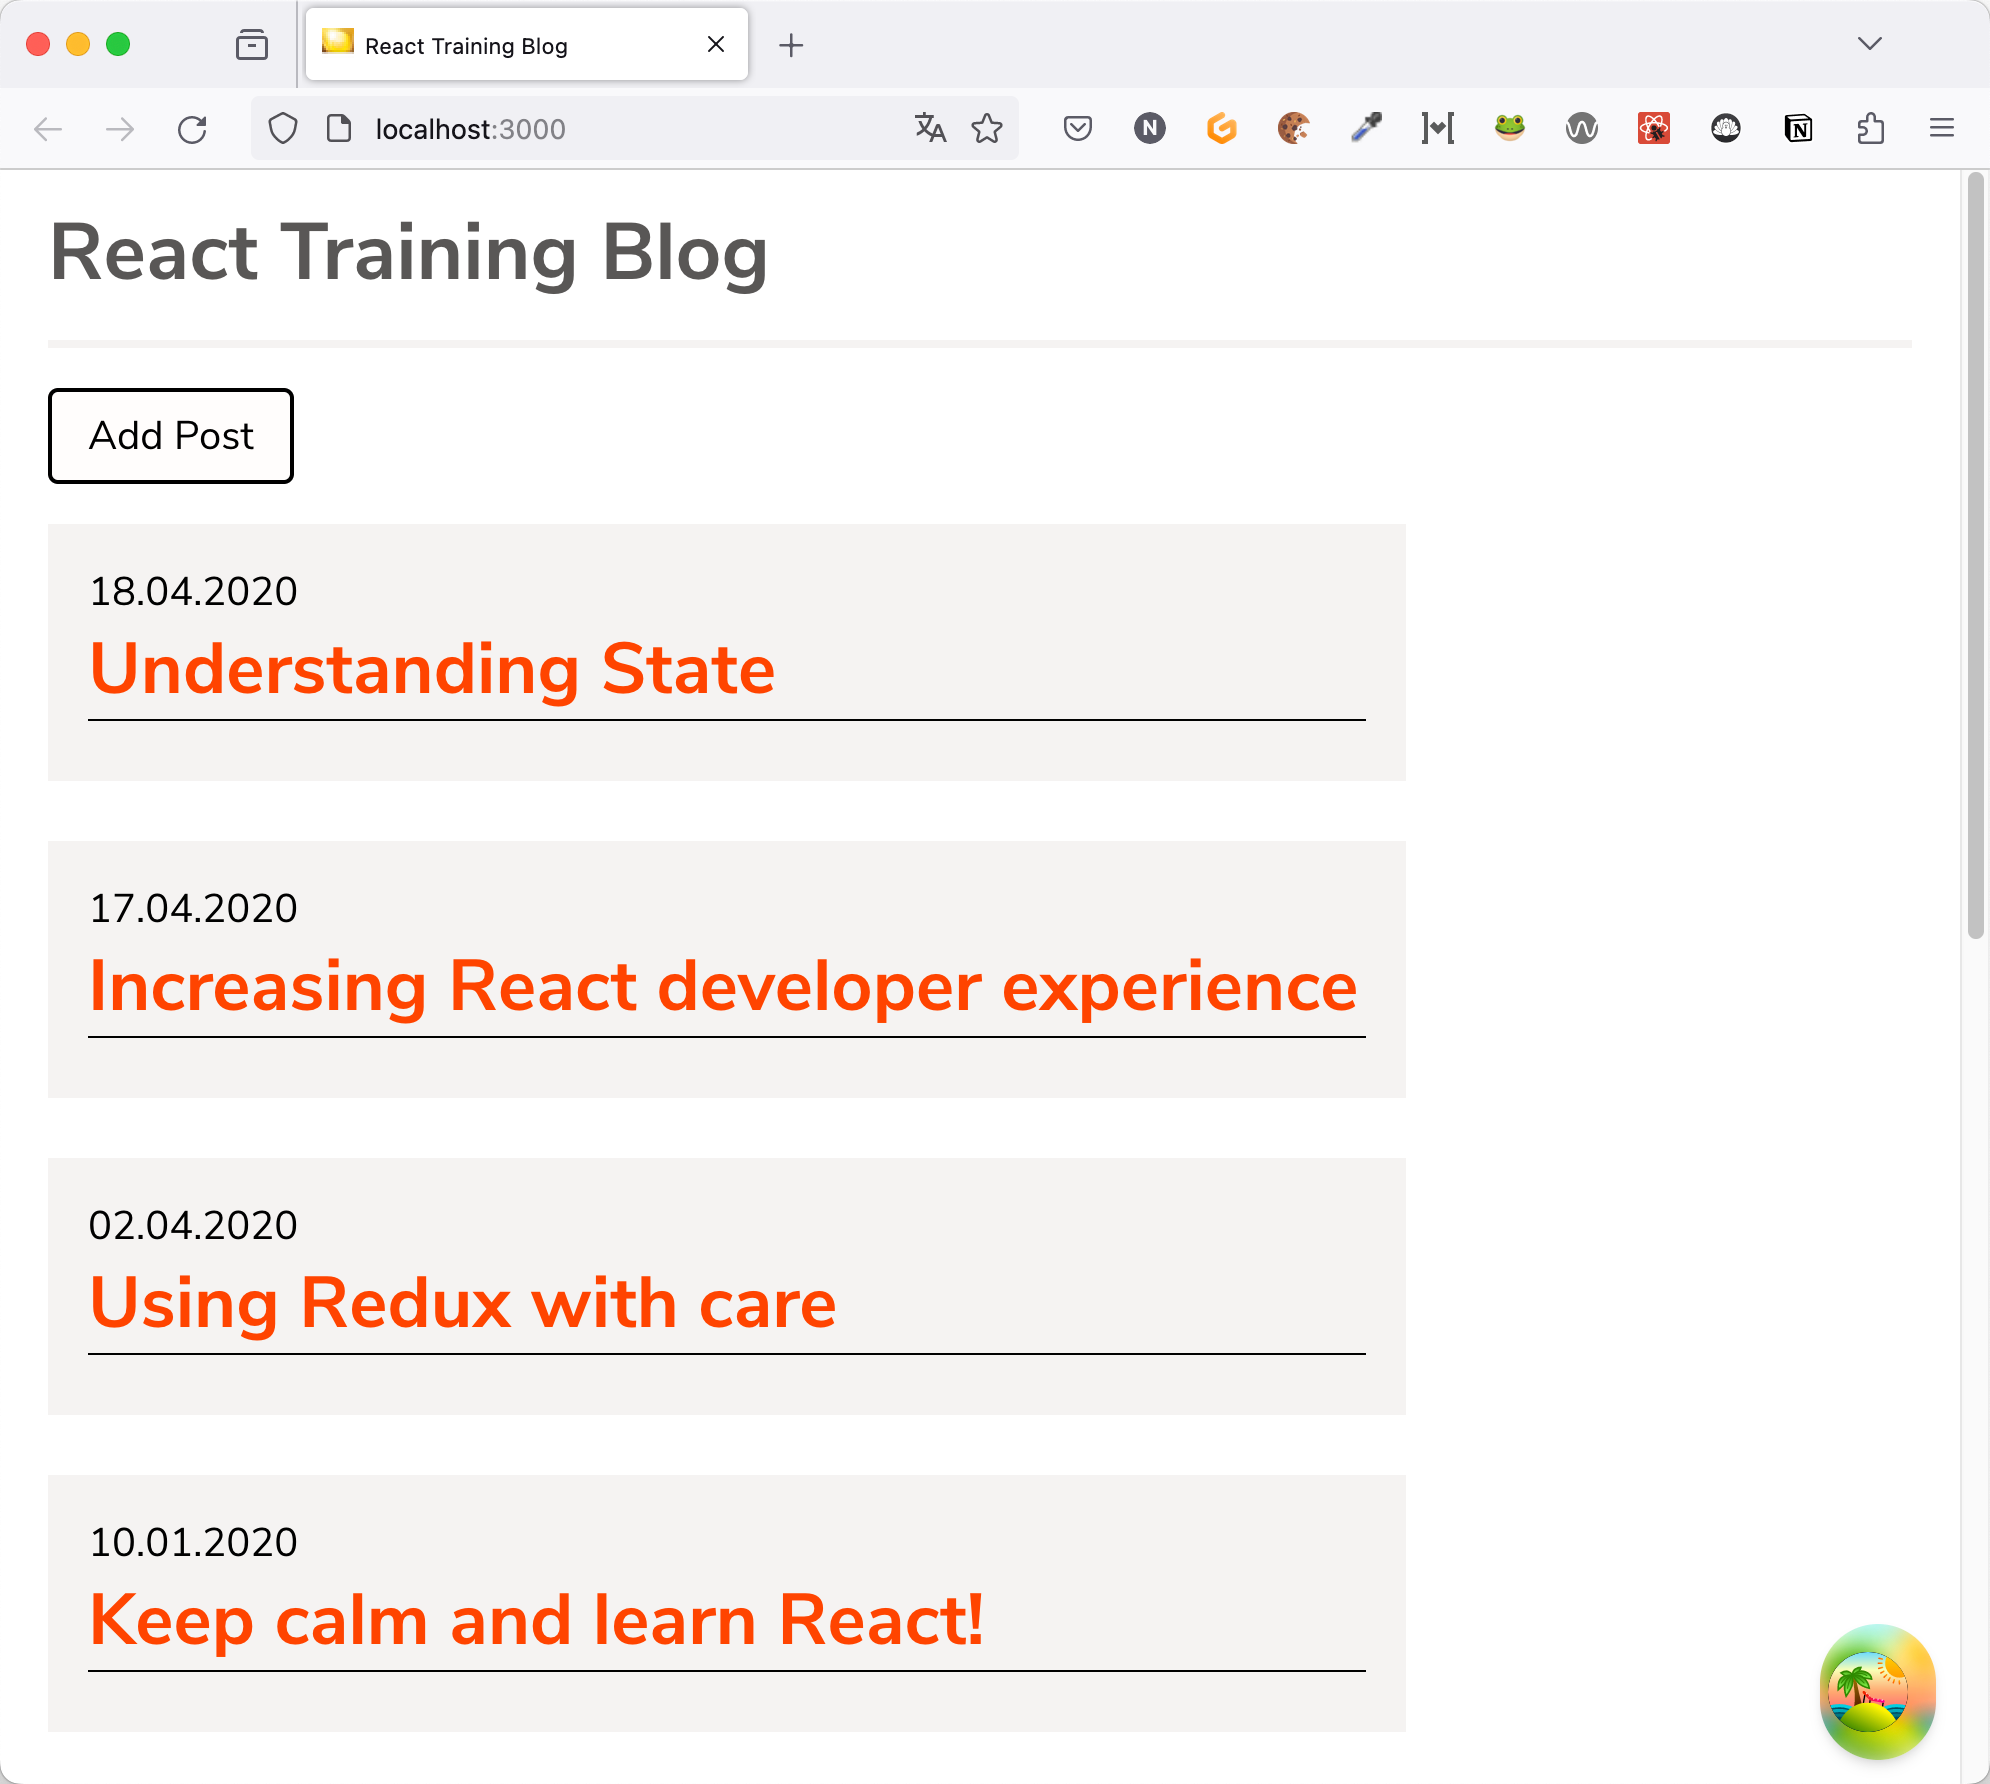 React Training Blog
localhost:3000
N
N
React Training Blog
Add Post
18.04.2020
Understanding State
17.04.2020
Increasing React developer experience
02.04.2020
Using Redux with care
10.01.2020
Keep calm and learn React!